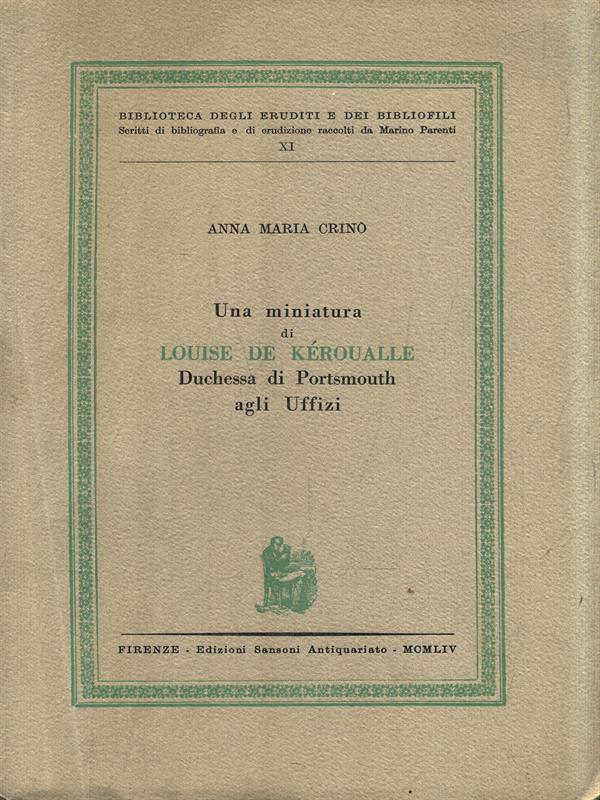 BIBLIOTECA DEGLI ERUDITI E DEI BIBLIOFILI
Scritti di bibliografia e di erudizione raccolti da Marino Parenti
XI
ANNA MARIA CRINÒ
Una miniatura
di
LOUISE DE KÉROUALLE
Duchessa di Portsmouth
agli Uffizi
FIRENZE - Edizioni Sansoni Antiquariato - MCMLIV